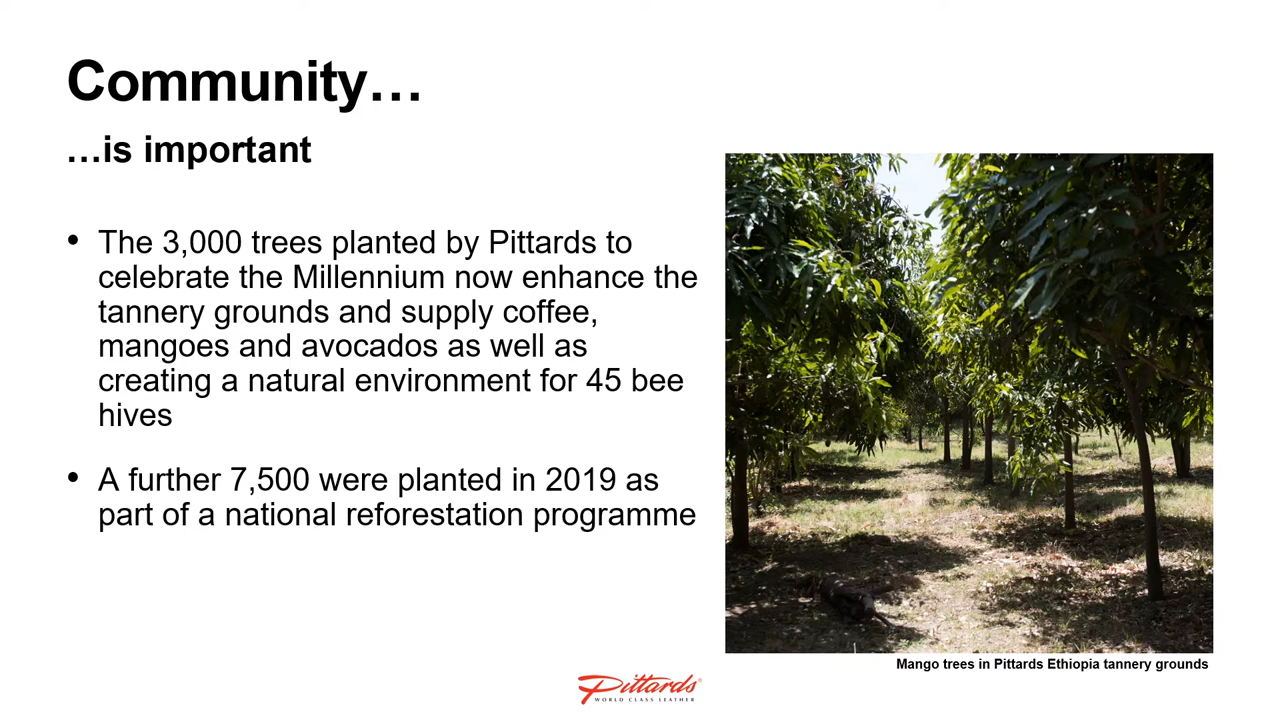 Community…
…is important
• The 3,000 trees planted by Pittards to
celebrate the Millennium now enhance the
tannery grounds and supply coffee,
mangoes and avocados as well as
creating a natural environment for 45 bee
hives
• A further 7,500 were planted in 2019 as
part of a national reforestation programme
Mango trees in Pittards Ethiopia tannery grounds
Pittards®
WORLD CLASS LEATHER